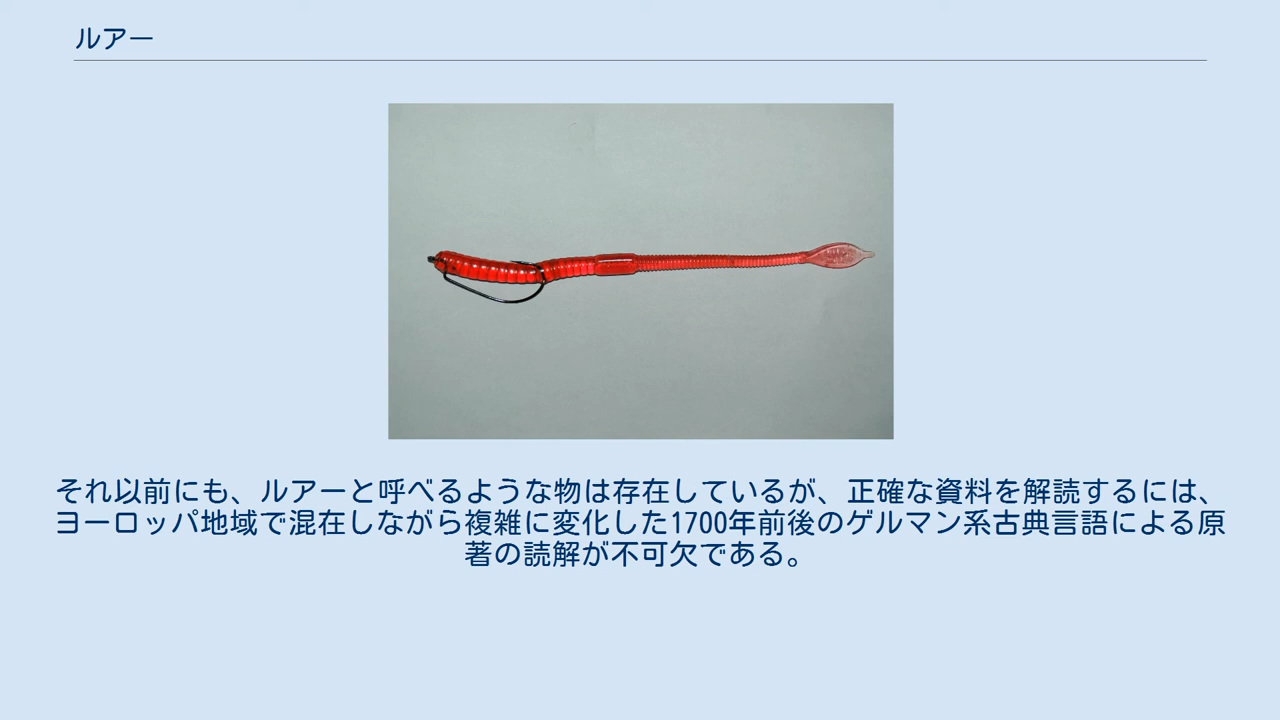 ルアー
それ以前にも、ルアーと呼べるような物は存在しているが、正確な資料を解読するには、
ヨーロッパ地域で混在しながら複雑に変化した1700年前後のゲルマン系古典言語による原
著の読解が不可欠である。